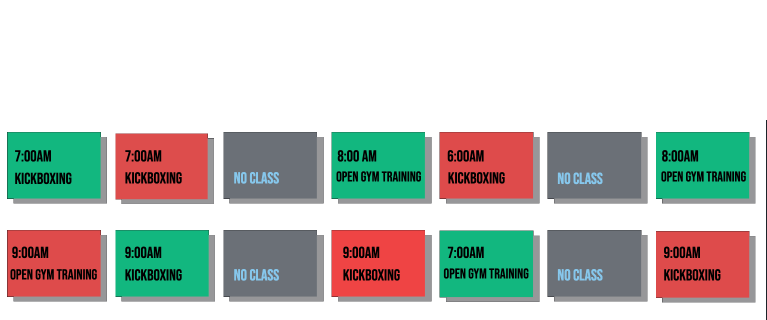 7:00AM
KICKBOXING
7:00AM
KICKBOXING
NO CLASS
8:00 AM
OPEN GYM TRAINING
6:00AM
KICKBOXING
NO CLASS
8:00AM
OPEN GYM TRAINING
9:00AM
OPEN GYM TRAINING
9:00AM
KICKBOXING
NO CLASS
9:00AM
KICKBOXING
7:00AM
OPEN GYM TRAINING
NO CLASS
9:00AM
KICKBOXING